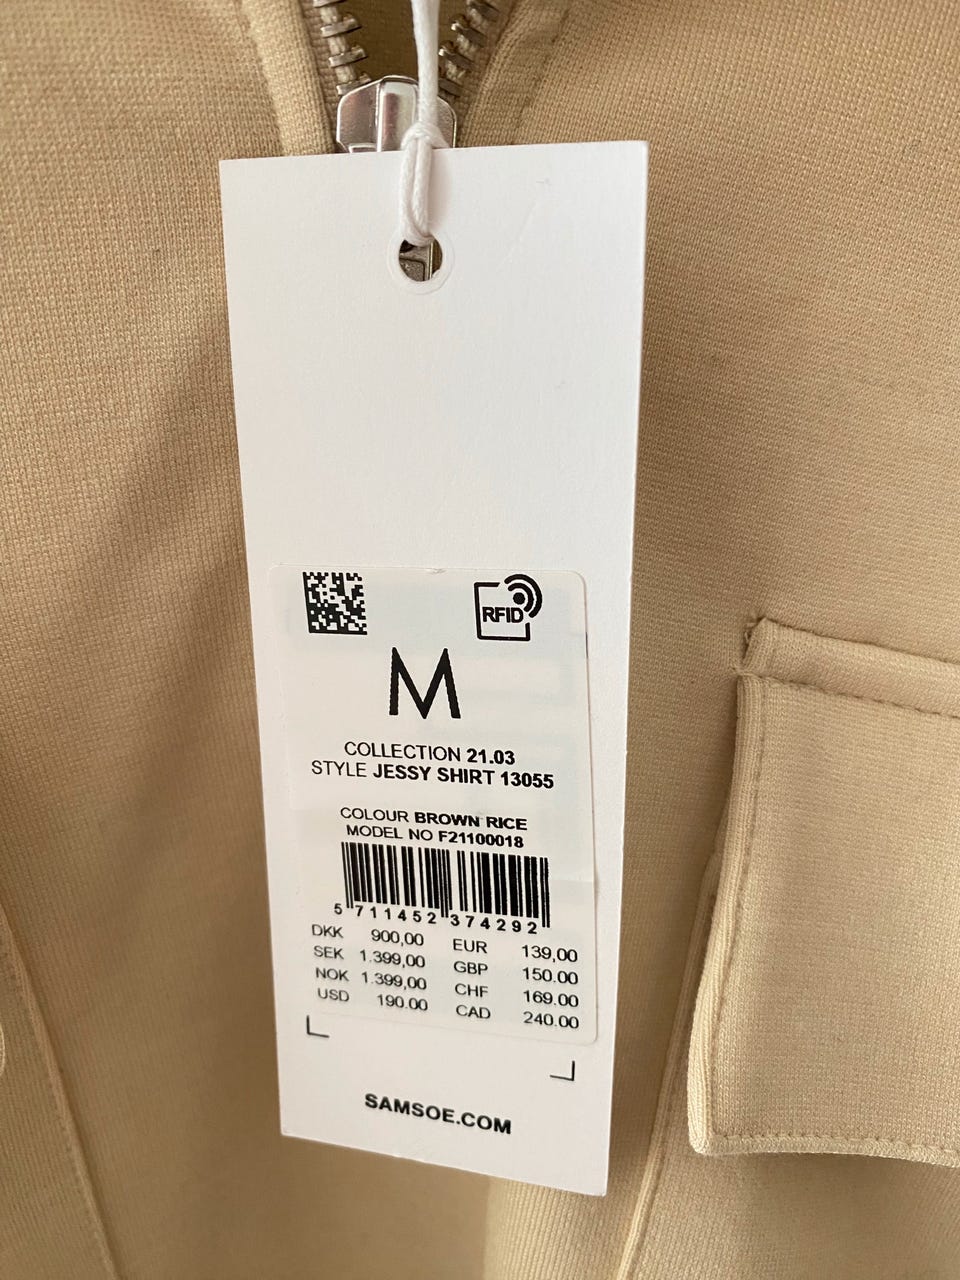 RFID
M
COLLECTION 21.03
STYLE JESSY SHIRT 13055
COLOUR BROWN RICE
MODEL NO F21100018
5 711452 374292
DKK 900,00 EUR 139,00
SEK 1.399,00 GBP 150.00
NOK 1.399,00 CHF 169.00
USD 190.00 CAD 240.00
SAMSOE.COM